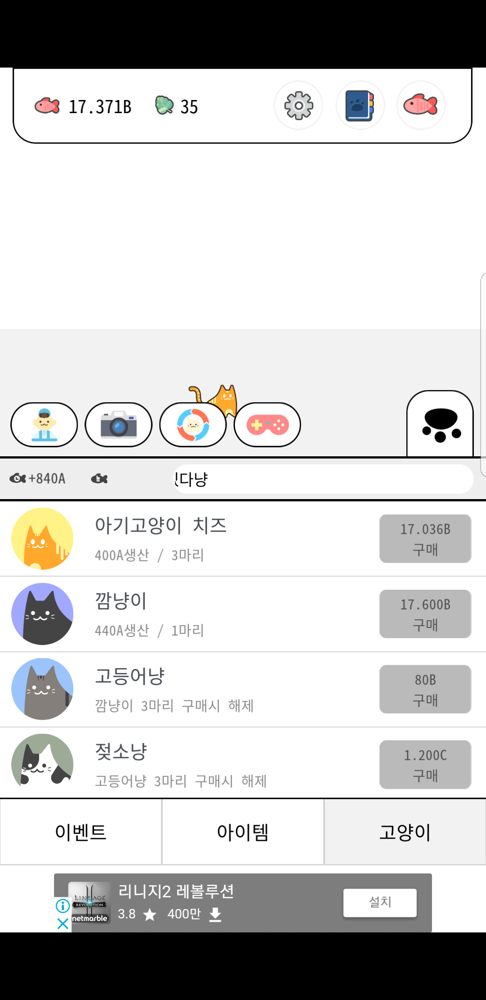 17.371B 35
+840A
다냥
아기고양이 치즈
400A생산 / 3마리
17.036B
구매
깜냥이
440A생산 / 1마리
17.600B
구매
고등어냥
깜냥이 3마리 구매시 해제
80B
구매
젖소냥
고등어냥 3마리 구매시 해제
1.200C
구매
이벤트 아이템 고양이
LINEAGE
REVOLUTION
netmarble
리니지2 레볼루션
3.8 ★ 400만
설치